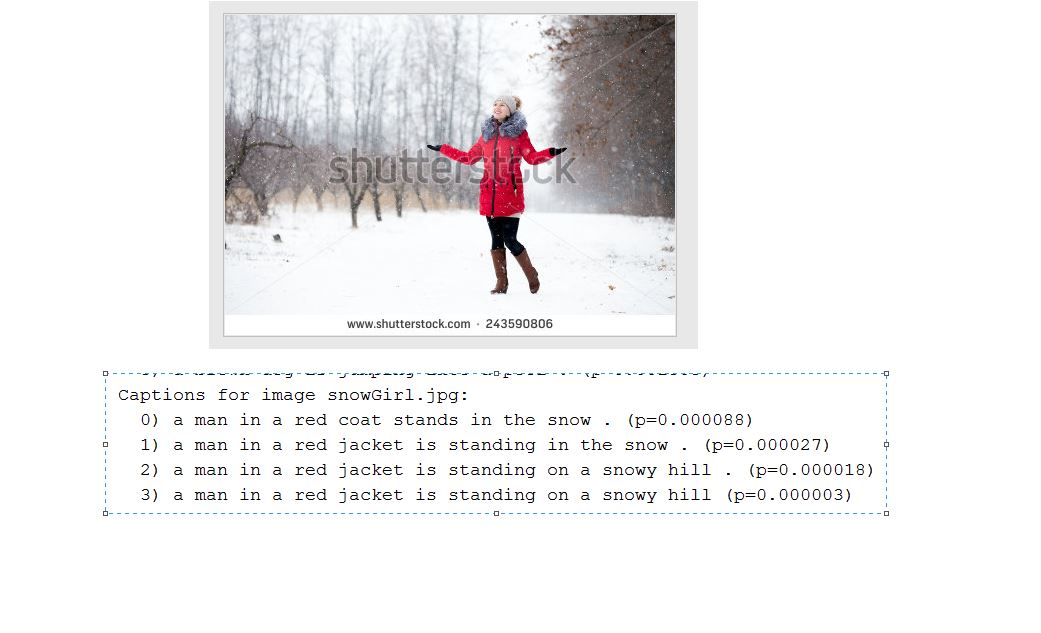 shutterstock
www.shutterstock.com · 243590806
Captions for image snowGirl.jpg:
0) a man in a red coat stands in the snow . (p=0.000088)
1) a man in a red jacket is standing in the snow . (p=0.000027)
2) a man in a red jacket is standing on a snowy hill . (p=0.000018)
3) a man in a red jacket is standing on a snowy hill (p=0.000003)